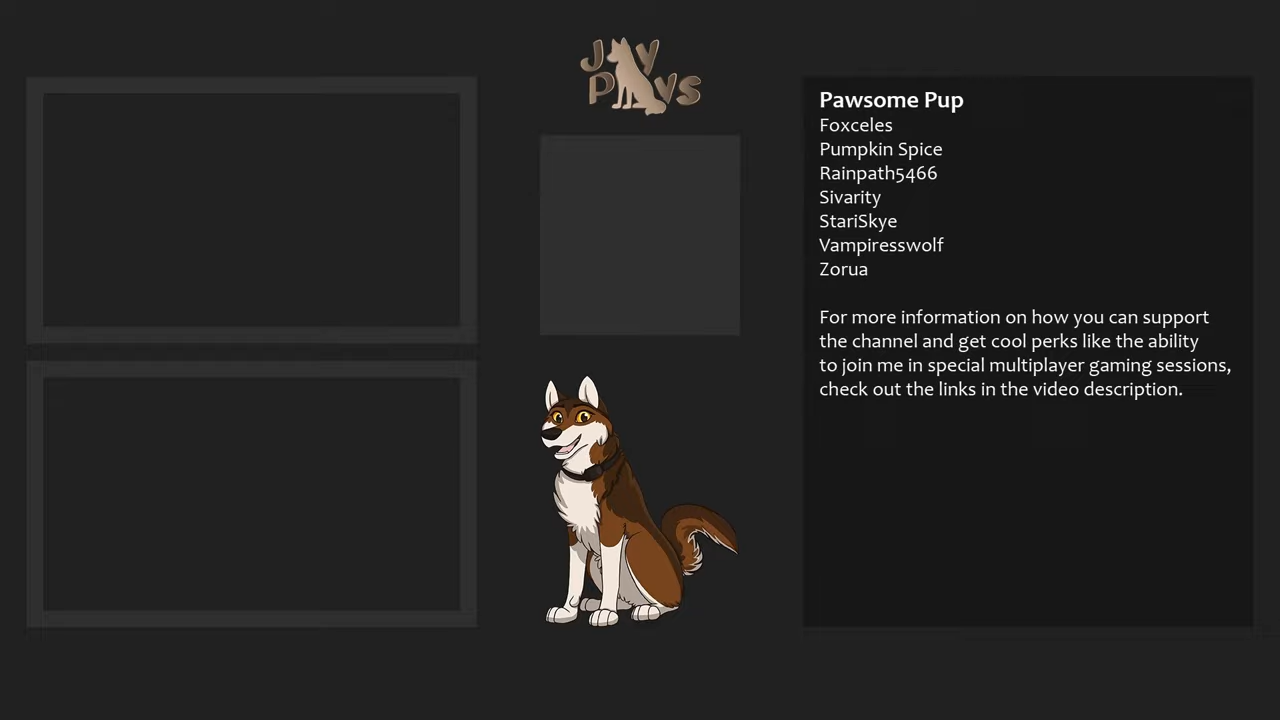 JAY
PAWS
Pawsome Pup
Foxceles
Pumpkin Spice
Rainpath5466
Sivarity
StariSkye
Vampiresswolf
Zorua
For more information on how you can support
the channel and get cool perks like the ability
to join me in special multiplayer gaming sessions,
check out the links in the video description.